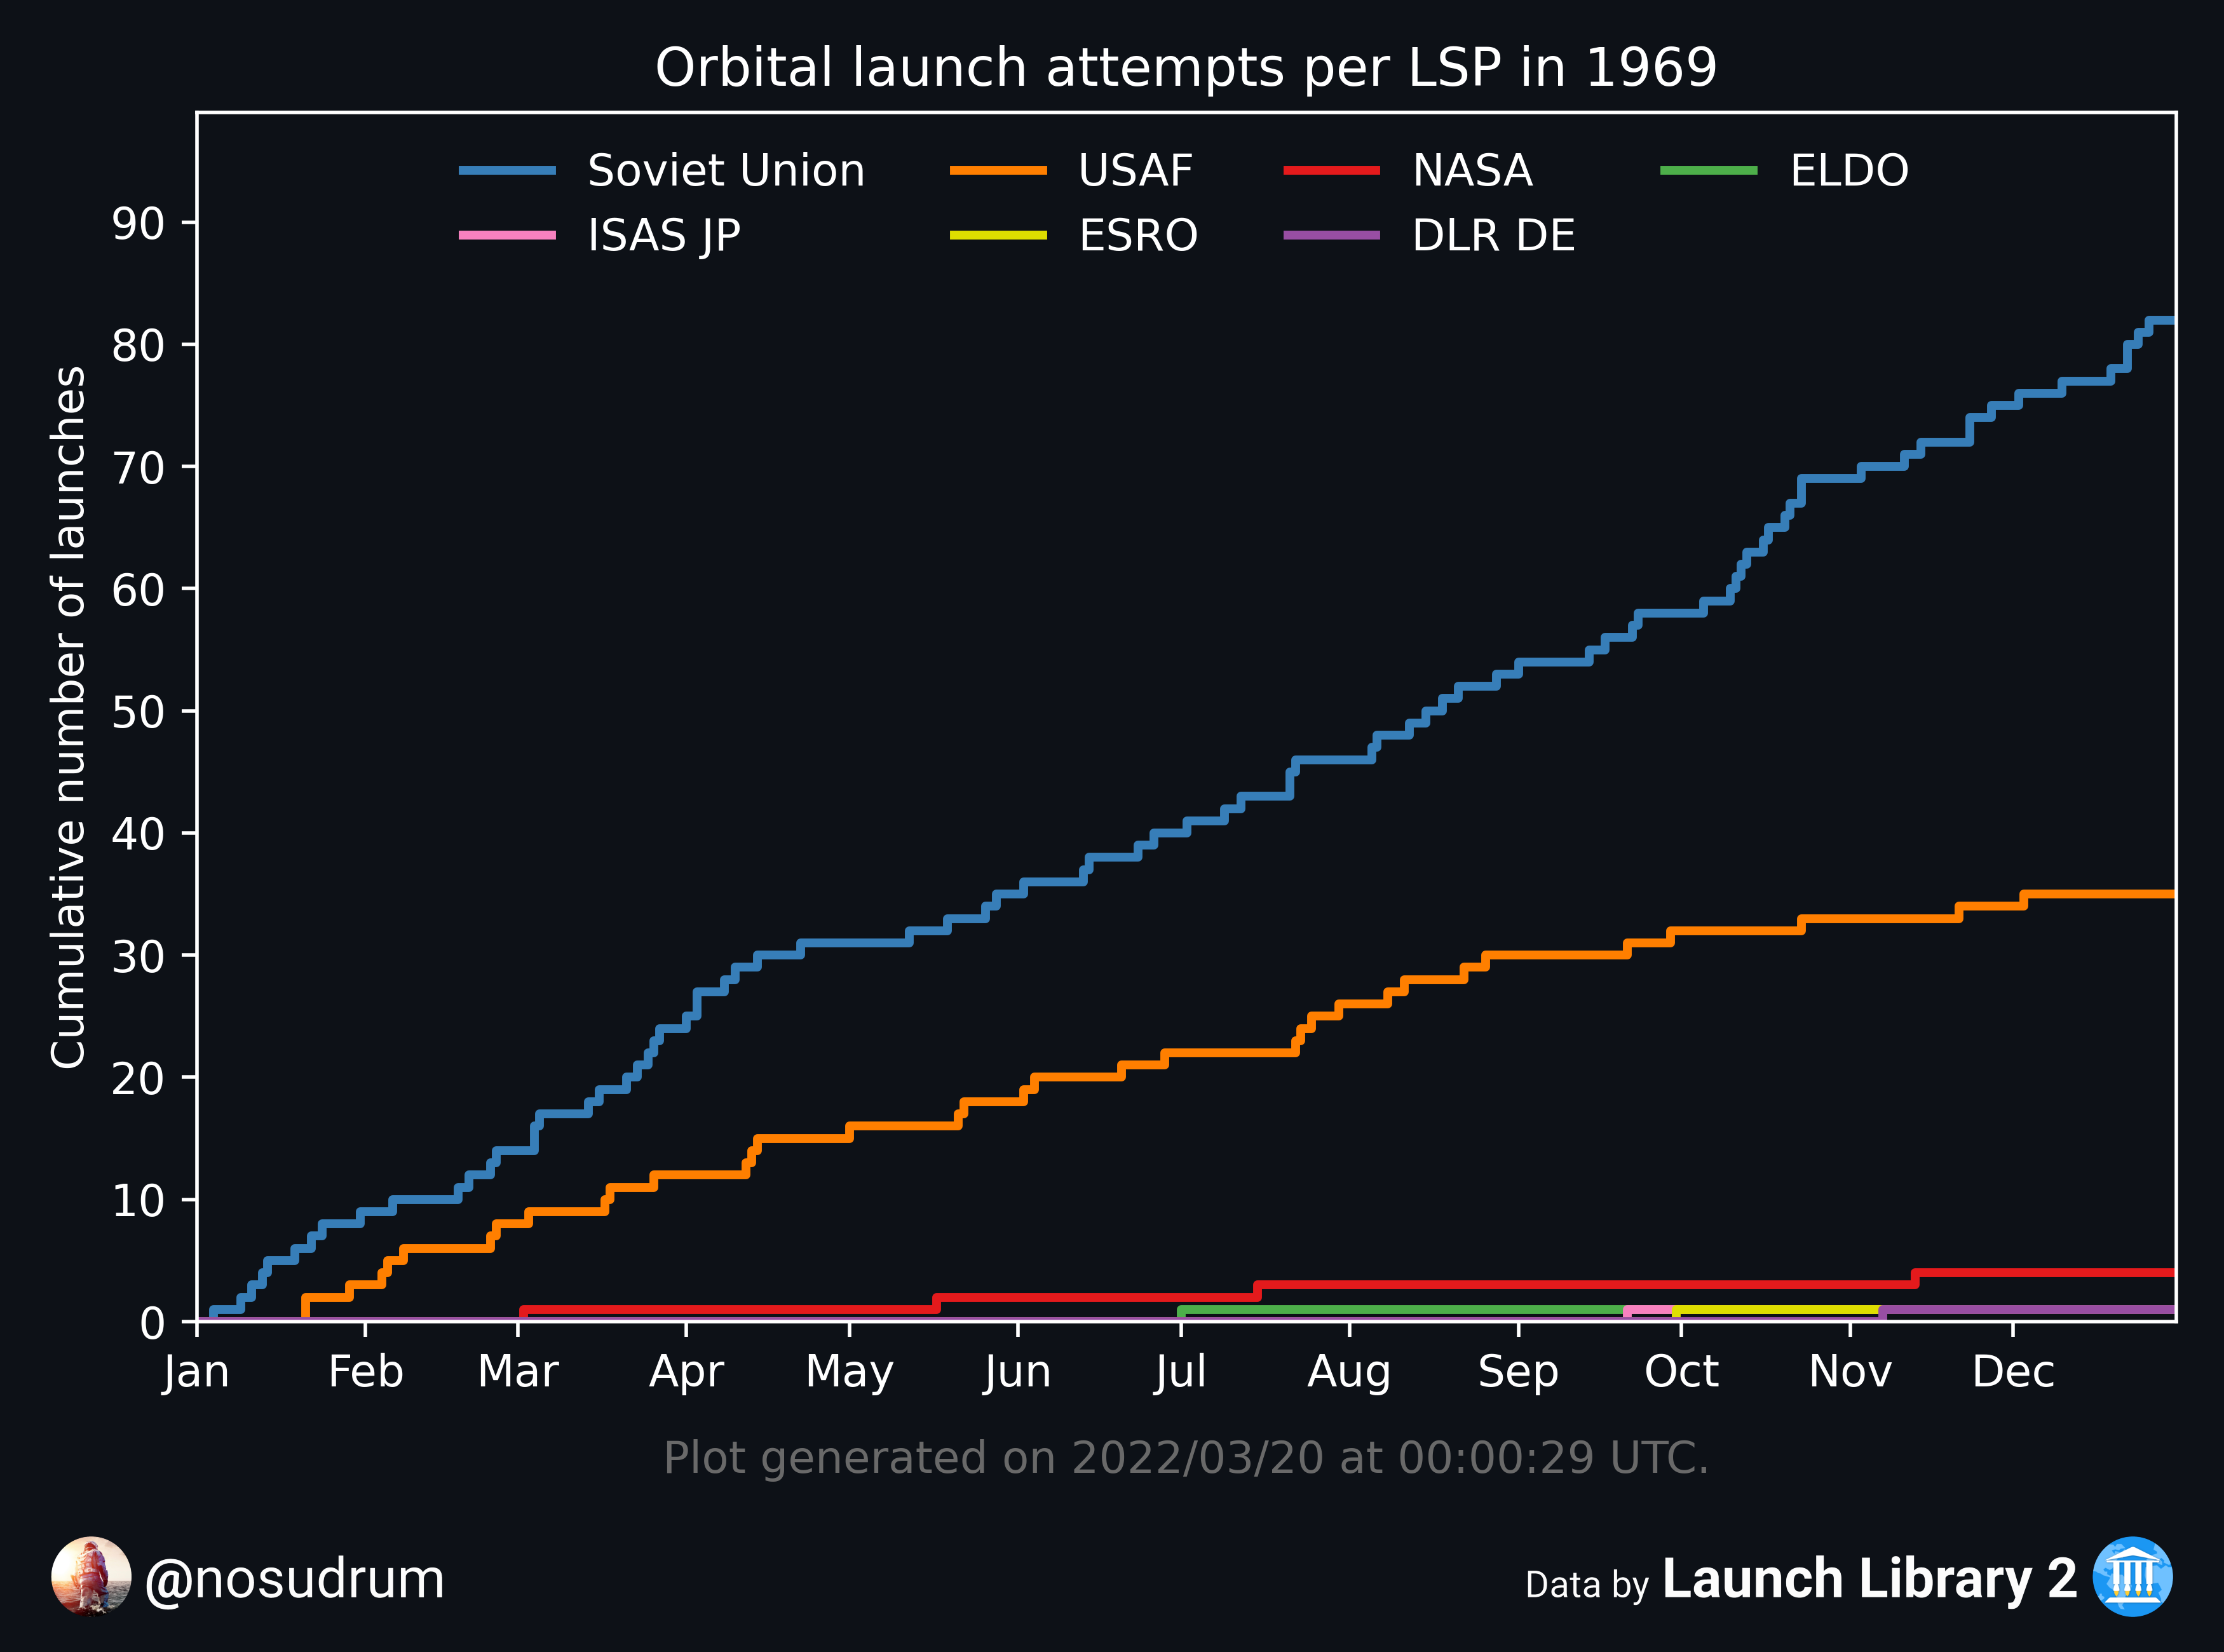 Orbital launch attempts per LSP in 1969
Soviet Union USAF NASA ELDO
ISAS JP ESRO DLR DE
Cumulative number of launches
90
80
70
60
50
40
30
20
10
0
Jan Feb Mar Apr May Jun Jul Aug Sep Oct Nov Dec
Plot generated on 2022/03/20 at 00:00:29 UTC.
@nosudrum
Data by Launch Library 2